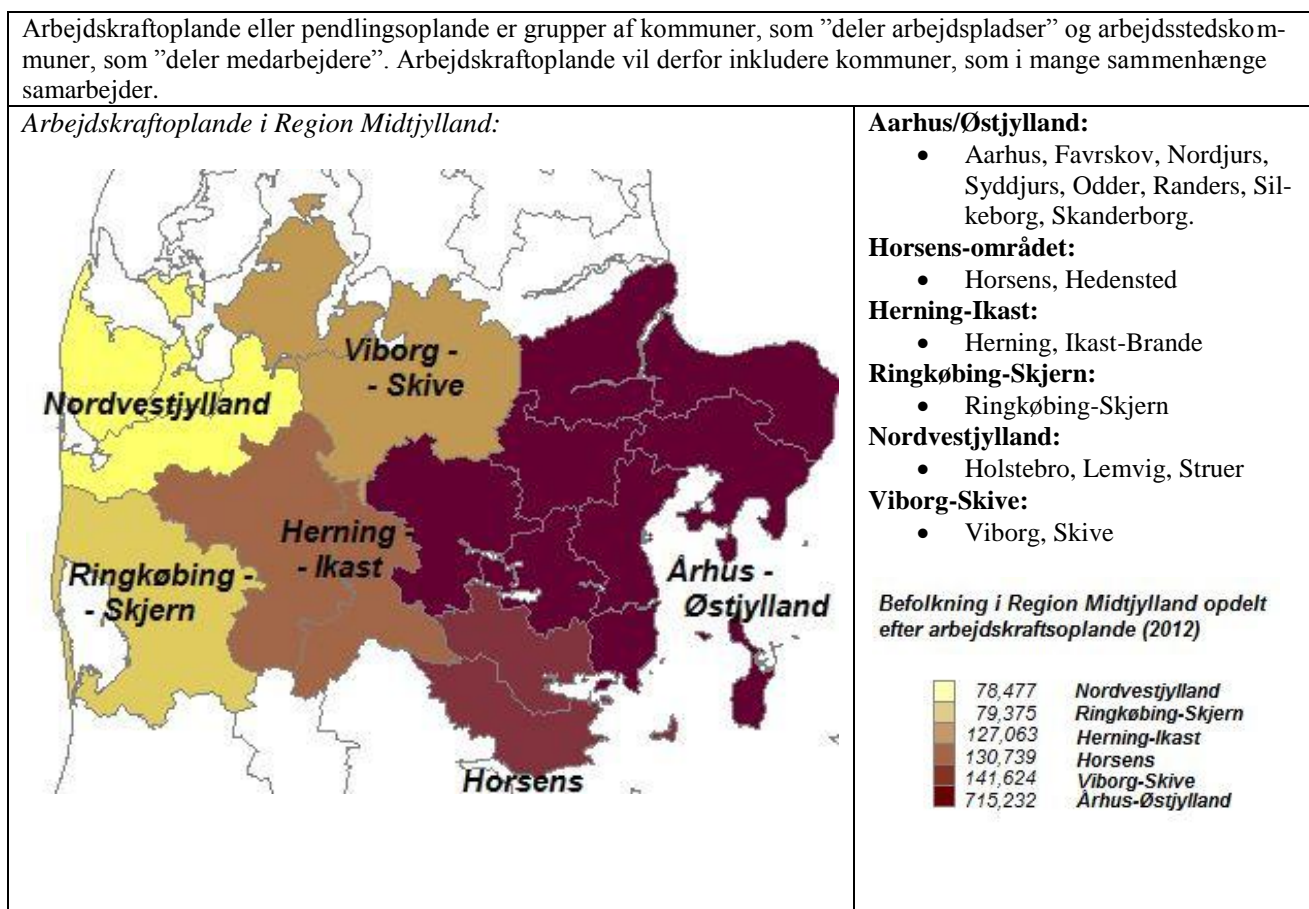 Arbejdskraftoplande eller pendlingsoplande er grupper af kommuner, som ”deler arbejdspladser” og arbejdsstedskom-
muner, som ”deler medarbejdere”. Arbejdskraftoplande vil derfor inkludere kommuner, som i mange sammenhænge
samarbejder.
Arbejdskraftoplande i Region Midtjylland:
Viborg -
- Skive
Nordvestjylland
Herning -
- Ikast
Ringkøbing -
- Skjern
Århus -
Østjylland
Horsens
Aarhus/Østjylland:
• Aarhus, Favrskov, Nordjurs,
Syddjurs, Odder, Randers, Sil-
keborg, Skanderborg.
Horsens-området:
• Horsens, Hedensted
Herning-Ikast:
• Herning, Ikast-Brande
Ringkøbing-Skjern:
• Ringkøbing-Skjern
Nordvestjylland:
• Holstebro, Lemvig, Struer
Viborg-Skive:
• Viborg, Skive
Befolkning i Region Midtjylland opdelt
efter arbejdskraftsoplande (2012)
78,477 Nordvestjylland
79,375 Ringkøbing-Skjern
127,063 Herning-Ikast
130,739 Horsens
141,624 Viborg-Skive
715,232 Århus-Østjylland